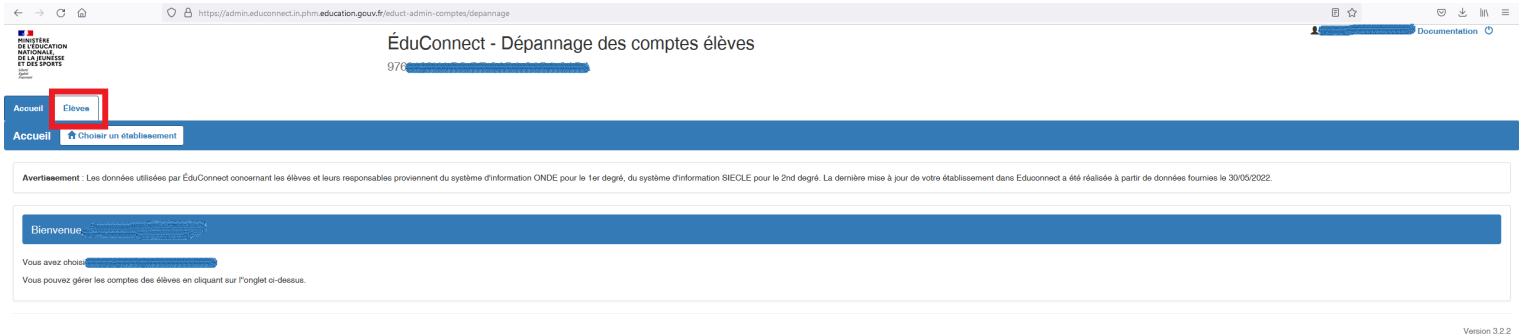 https://admin.educonnect.in.phm.education.gouv.fr/educt-admin-comptes/depannage
MINISTÈRE
DE L'ÉDUCATION
NATIONALE,
DE LA JEUNESSE
ET DES SPORTS
Liberté
Égalité
Fraternité
ÉduConnect - Dépannage des comptes élèves
976
Documentation
Accueil Élèves
Accueil Choisir un établissement
Avertissement : Les données utilisées par ÉduConnect concernant les élèves et leurs responsables proviennent du système d'information ONDE pour le 1er degré, du système d'information SIECLE pour le 2nd degré. La dernière mise à jour de votre établissement dans Educonnect a été réalisée à partir de données fournies le 30/05/2022.
Bienvenue
Vous avez choisi
Vous pouvez gérer les comptes des élèves en cliquant sur l''onglet ci-dessus.
Version 3.2.2